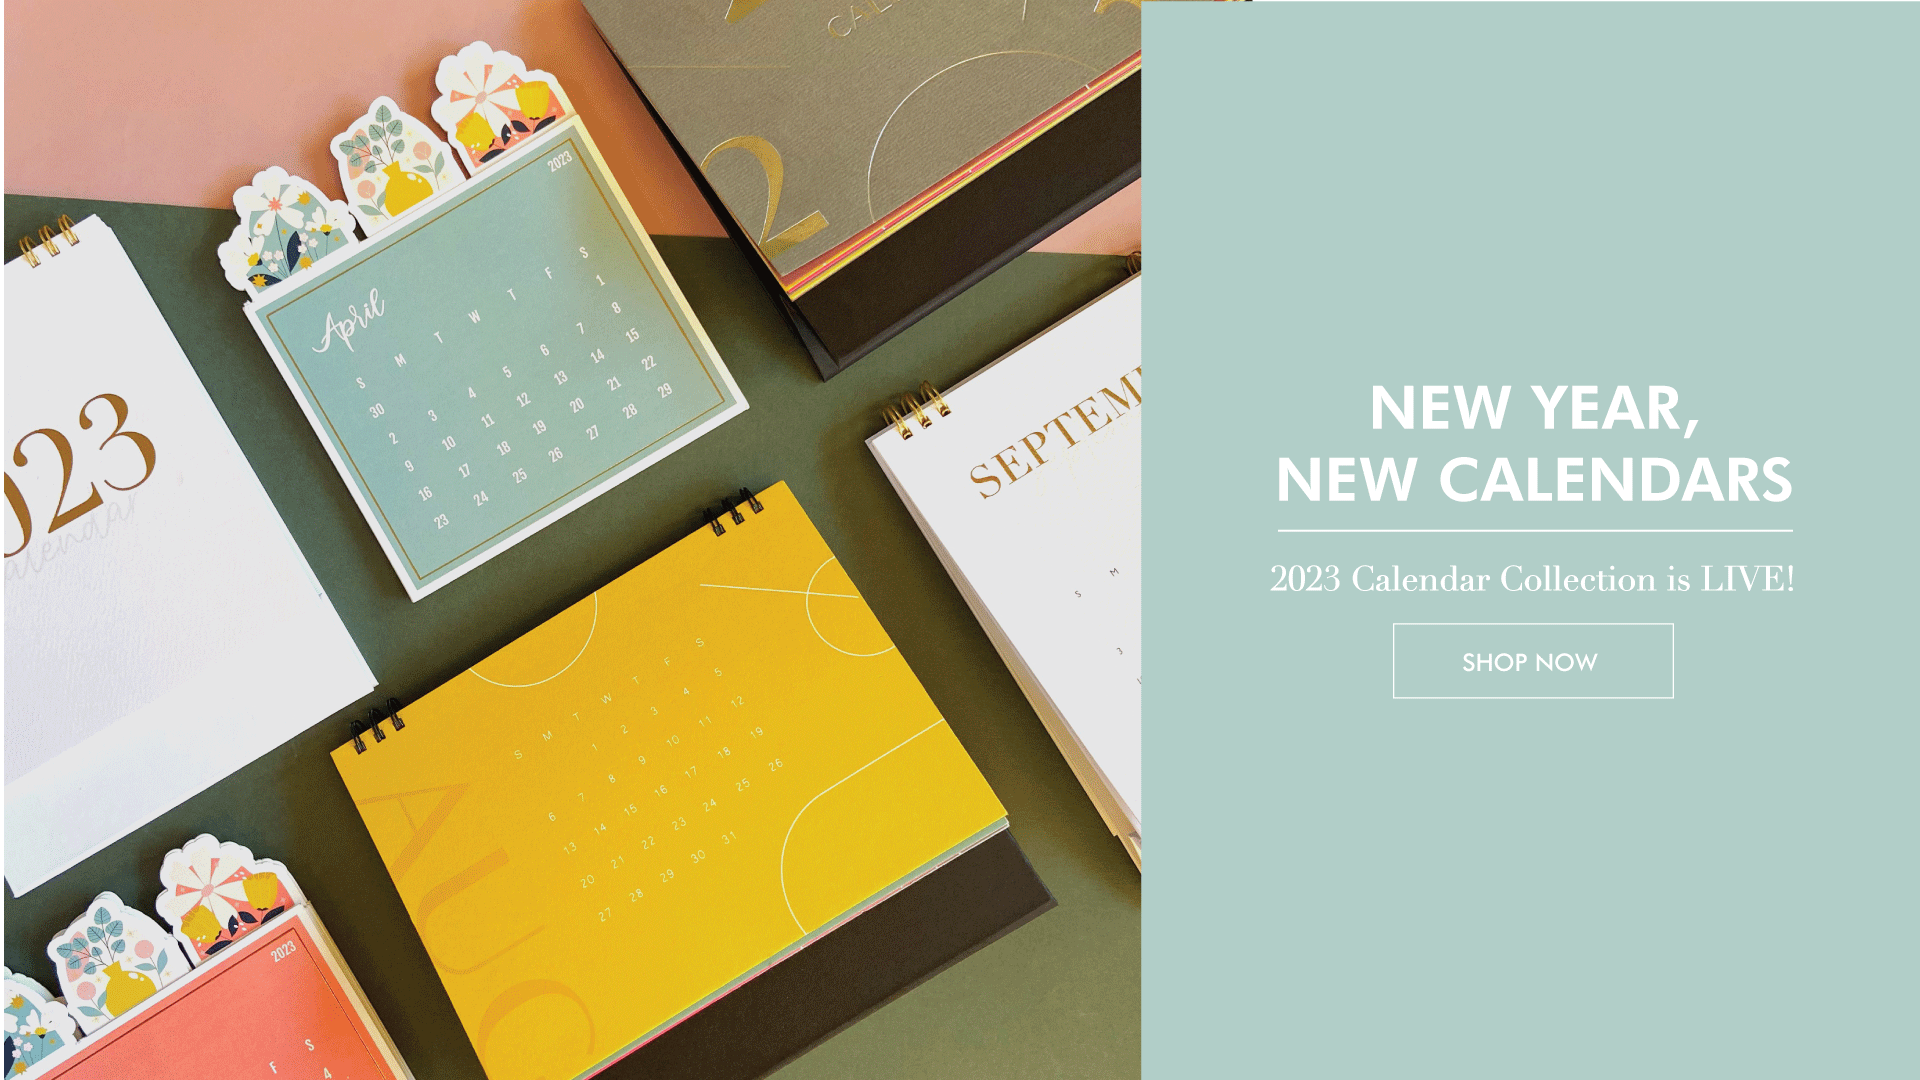 CAL
2
2023
April
S M T W T F S
30 1
2 3 4 5 6 7 8
9 10 11 12 13 14 15
16 17 18 19 20 21 22
23 24 25 26 27 28 29
023
alendar
SEPTEM
S M
3
AUG
S M T W T F S
1 2 3 4 5
6 7 8 9 10 11 12
13 14 15 16 17 18 19
20 21 22 23 24 25 26
27 28 29 30 31
2023
F S
4
NEW YEAR,
NEW CALENDARS
2023 Calendar Collection is LIVE!
SHOP NOW